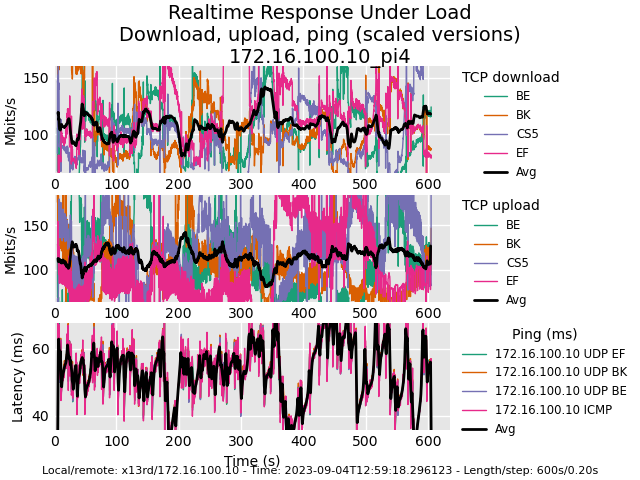 Realtime Response Under Load
Download, upload, ping (scaled versions)
172.16.100.10_pi4
Mbits/s
150
100
0 100 200 300 400 500 600
TCP download
BE
BK
CS5
EF
Avg
Mbits/s
150
100
0 100 200 300 400 500 600
TCP upload
BE
BK
CS5
EF
Avg
Latency (ms)
60
40
0 100 200 300 400 500 600
Time (s)
Ping (ms)
172.16.100.10 UDP EF
172.16.100.10 UDP BK
172.16.100.10 UDP BE
172.16.100.10 ICMP
Avg
Local/remote: x13rd/172.16.100.10 - Time: 2023-09-04T12:59:18.296123 - Length/step: 600s/0.20s